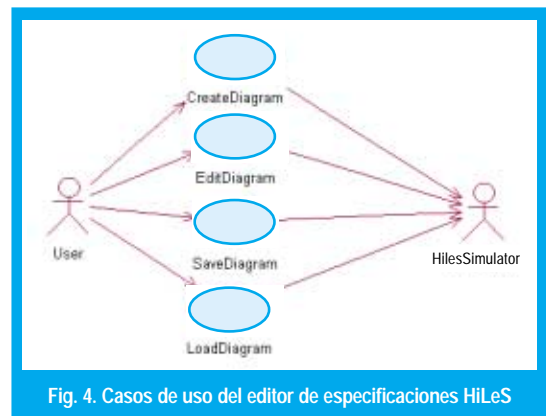 CreateDiagram
EditDiagram
User
HilesSimulator
SaveDiagram
LoadDiagram
Fig. 4. Casos de uso del editor de especificaciones HiLeS